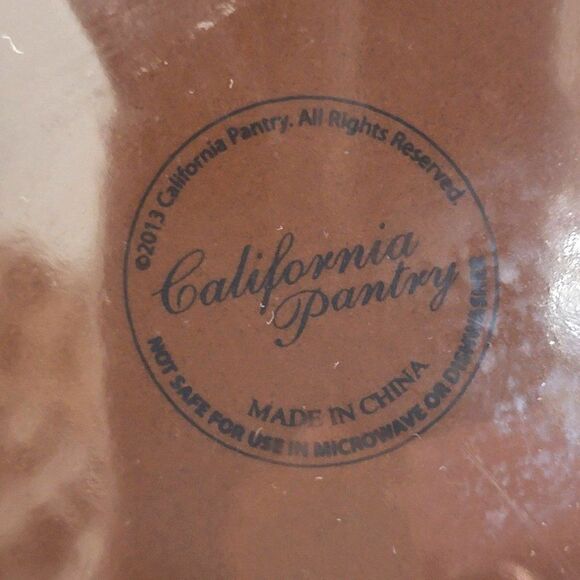 ©2013 California Pantry. All Rights Reserved.
California
Pantry
MADE IN CHINA
NOT SAFE FOR USE IN MICROWAVE OR DISHWASHER